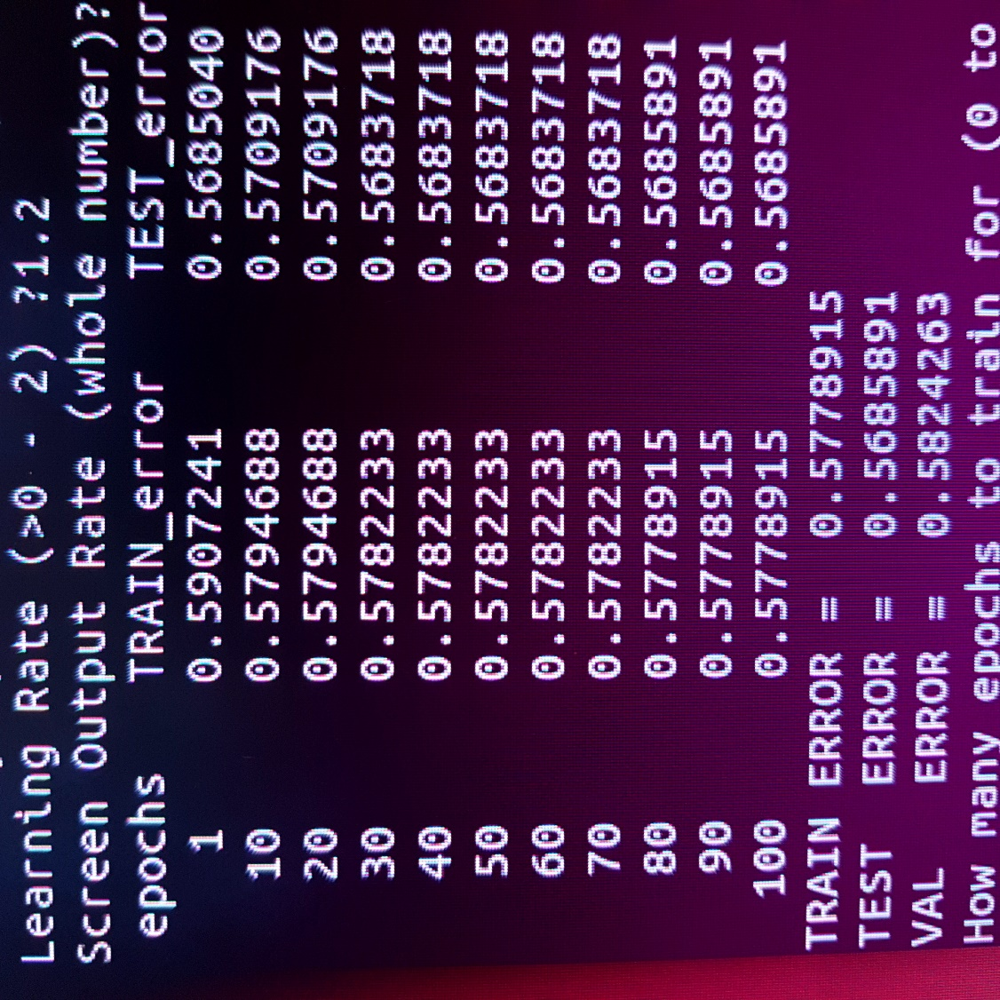 Learning Rate (>0 - 2) ?1.2
Screen Output Rate (whole number)?
epochs TRAIN_error TEST_error
1 0.5907241 0.5685040
10 0.5794688 0.5709176
20 0.5794688 0.5709176
30 0.5782233 0.5683718
40 0.5782233 0.5683718
50 0.5782233 0.5683718
60 0.5782233 0.5683718
70 0.5782233 0.5683718
80 0.5778915 0.5685891
90 0.5778915 0.5685891
100 0.5778915 0.5685891
TRAIN ERROR = 0.5778915
TEST ERROR = 0.5685891
VAL ERROR = 0.5824263
How many epochs to train for (0 to